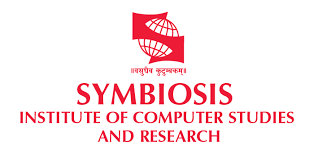 ॥वसुधैव कुटुम्बकम्॥
SYMBIOSIS
INSTITUTE OF COMPUTER STUDIES
AND RESEARCH